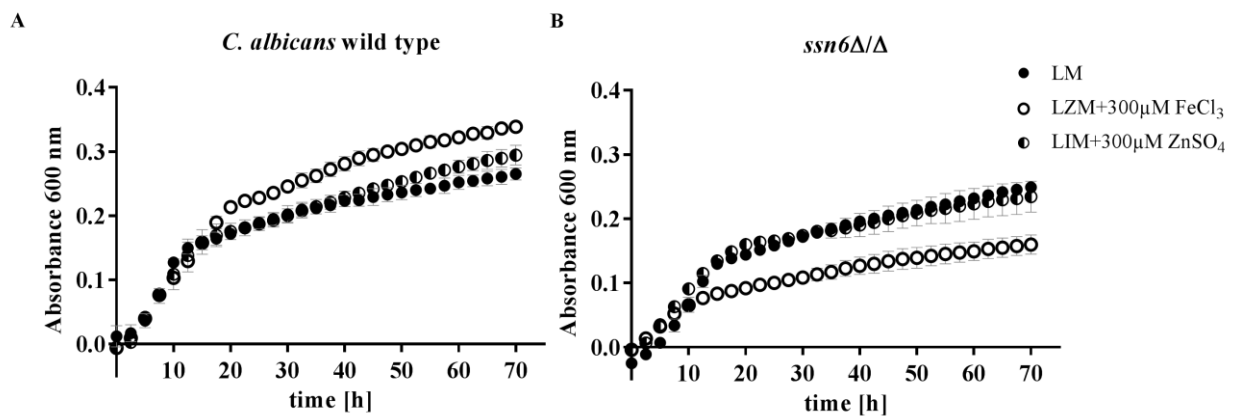 A
C. albicans wild type
Absorbance 600 nm
0.4
0.3
0.2
0.1
0.0
10 20 30 40 50 60 70
time [h]
B
ssn6Δ/Δ
Absorbance 600 nm
0.4
0.3
0.2
0.1
0.0
10 20 30 40 50 60 70
time [h]
LM
LZM+300µM FeCl₃
LIM+300µM ZnSO₄